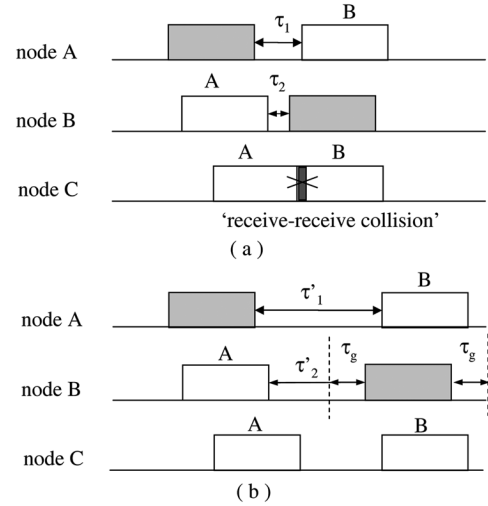 B
τ₁
node A
A
τ₂
node B
A B
node C
'receive-receive collision'
( a )
B
τ'₁
node A
A
τ'₂ τg τg
node B
A B
node C
( b )